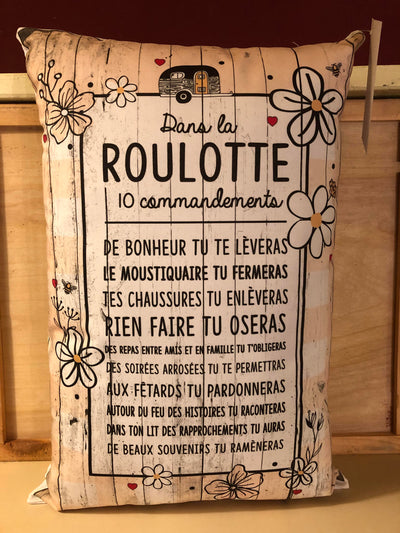 Dans la
ROULOTTE
10 commandements
DE BONHEUR TU TE LÈVERAS
LE MOUSTIQUAIRE TU FERMERAS
TES CHAUSSURES TU ENLÈVERAS
RIEN FAIRE TU OSERAS
DES REPAS ENTRE AMIS ET EN FAMILLE TU T'OBLIGERAS
DES SOIRÉES ARROSÉES TU TE PERMETTRAS
AUX FÊTARDS TU PARDONNERAS
AUTOUR DU FEU DES HISTOIRES TU RACONTERAS
DANS TON LIT DES RAPPROCHEMENTS TU AURAS
DE BEAUX SOUVENIRS TU RAMÈNERAS